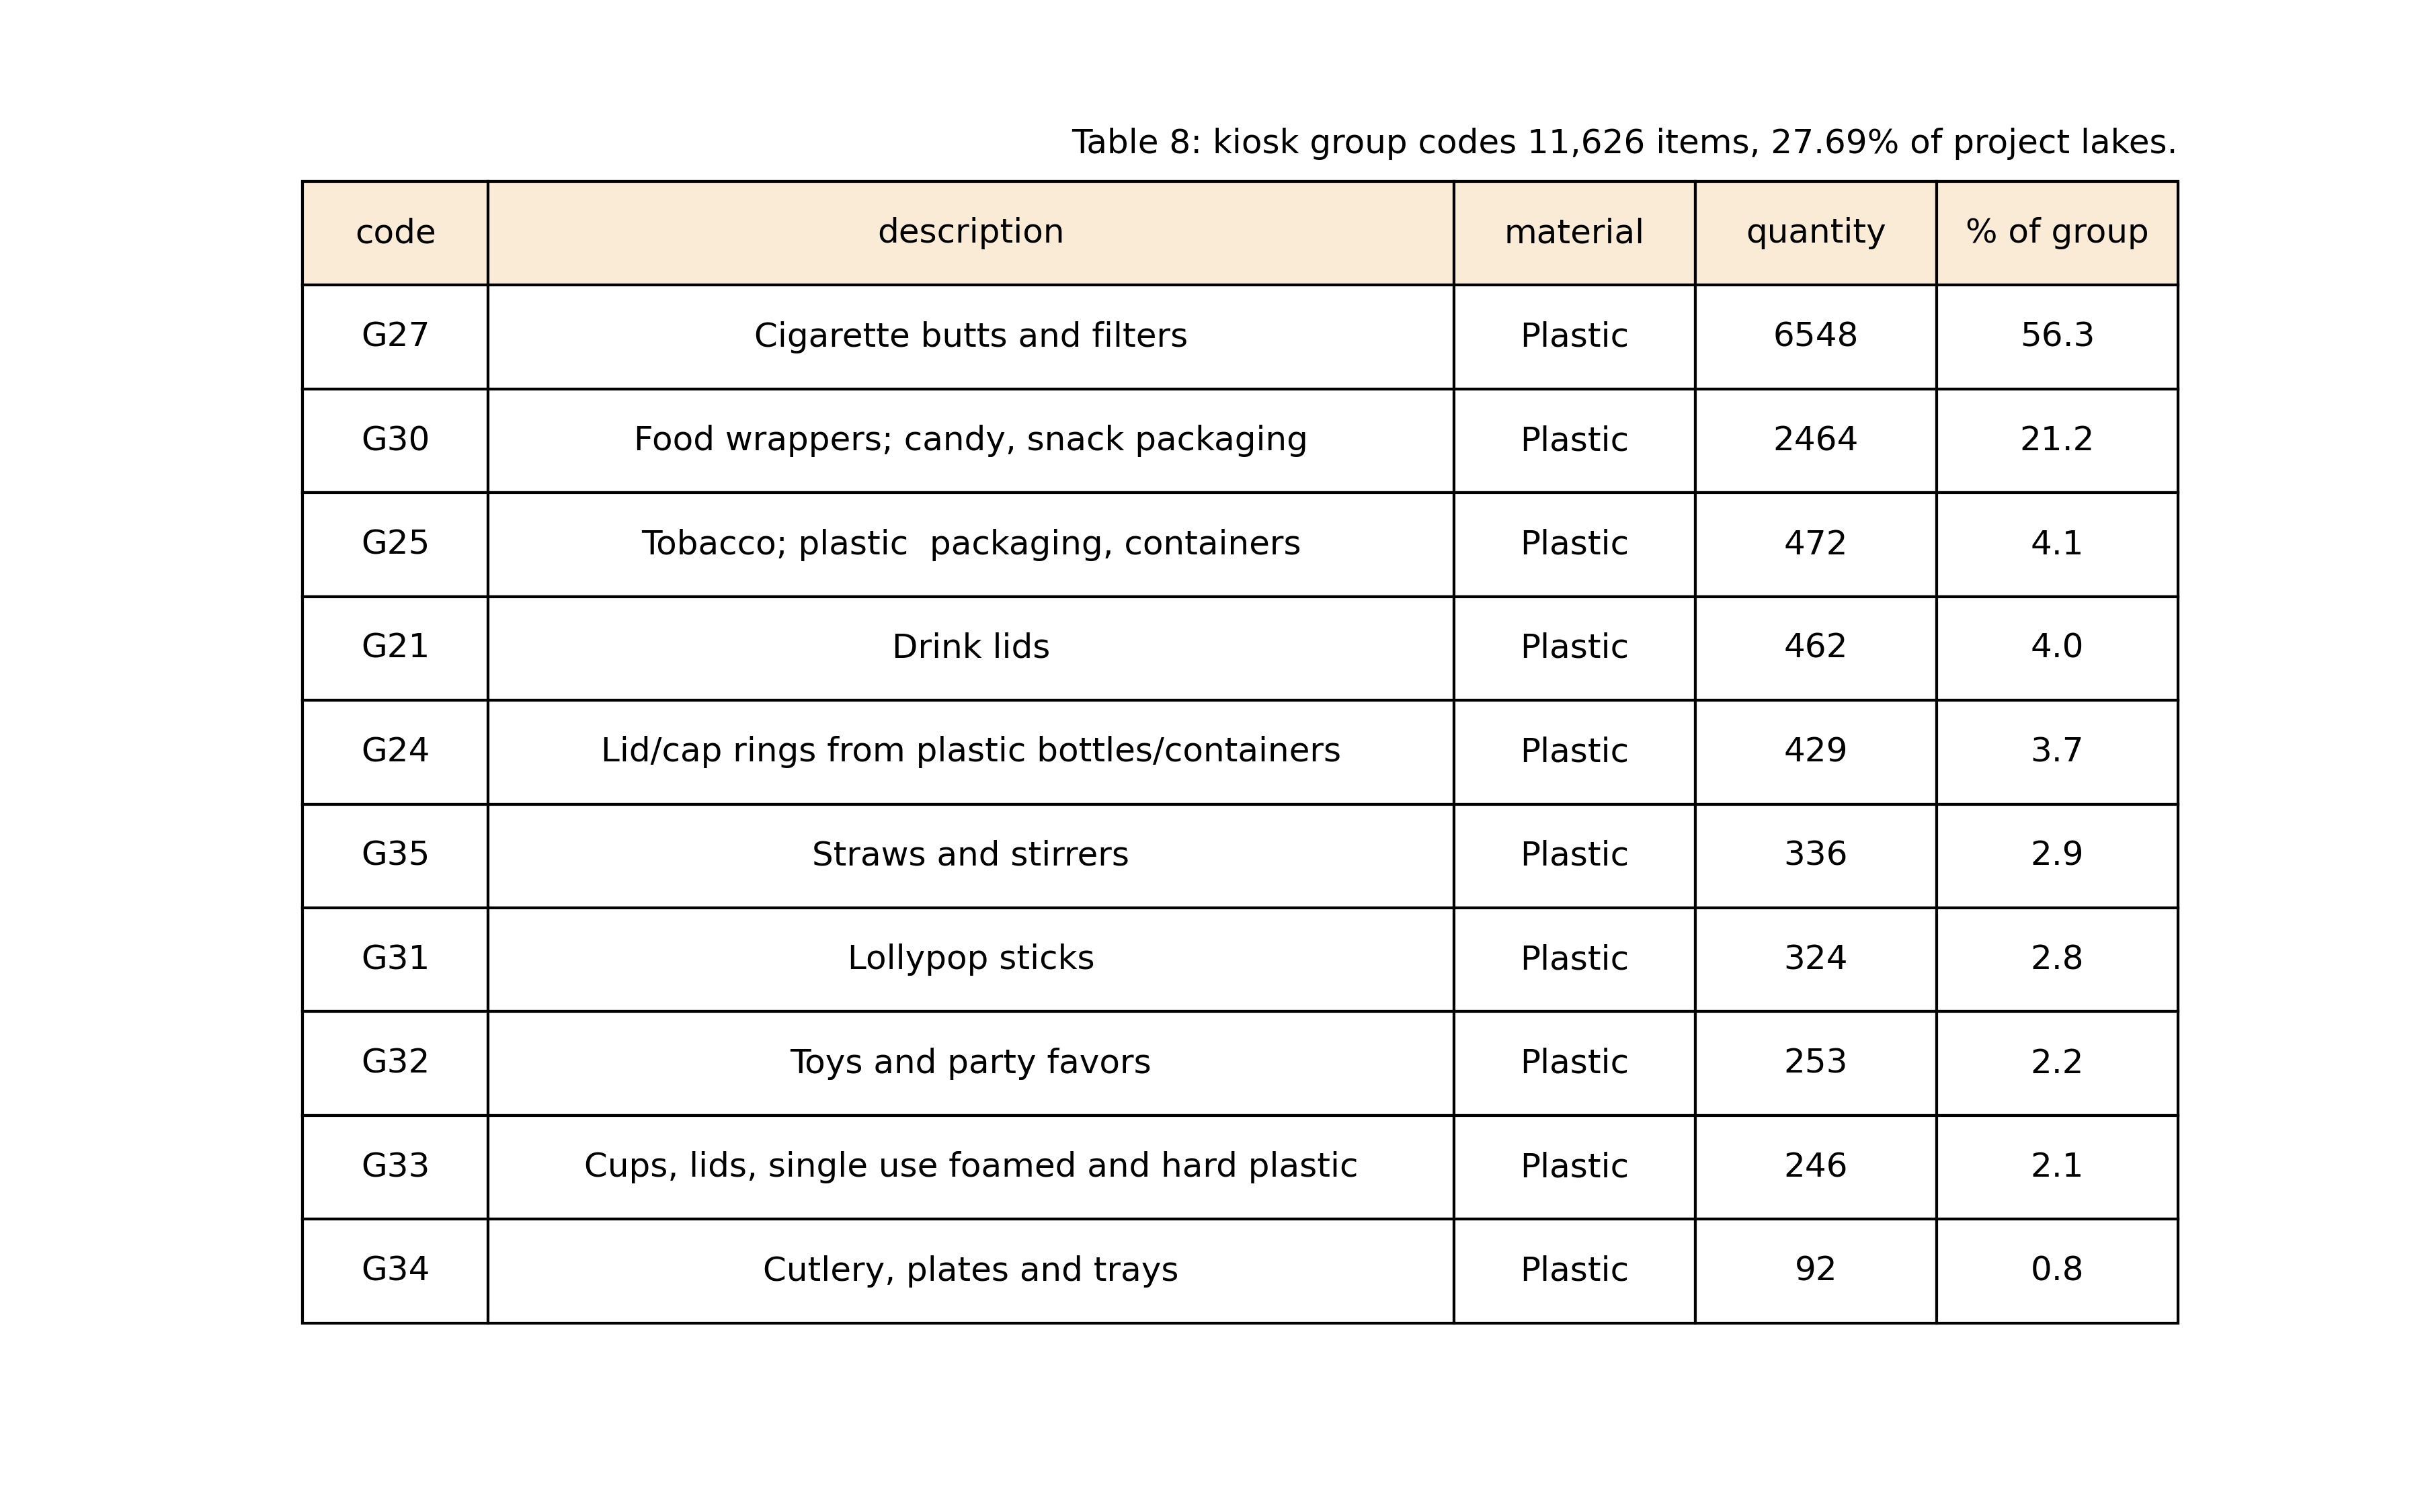 Table 8: kiosk group codes 11,626 items, 27.69% of project lakes.
code description material quantity % of group
G27 Cigarette butts and filters Plastic 6548 56.3
G30 Food wrappers; candy, snack packaging Plastic 2464 21.2
G25 Tobacco; plastic  packaging, containers Plastic 472 4.1
G21 Drink lids Plastic 462 4.0
G24 Lid/cap rings from plastic bottles/containers Plastic 429 3.7
G35 Straws and stirrers Plastic 336 2.9
G31 Lollypop sticks Plastic 324 2.8
G32 Toys and party favors Plastic 253 2.2
G33 Cups, lids, single use foamed and hard plastic Plastic 246 2.1
G34 Cutlery, plates and trays Plastic 92 0.8